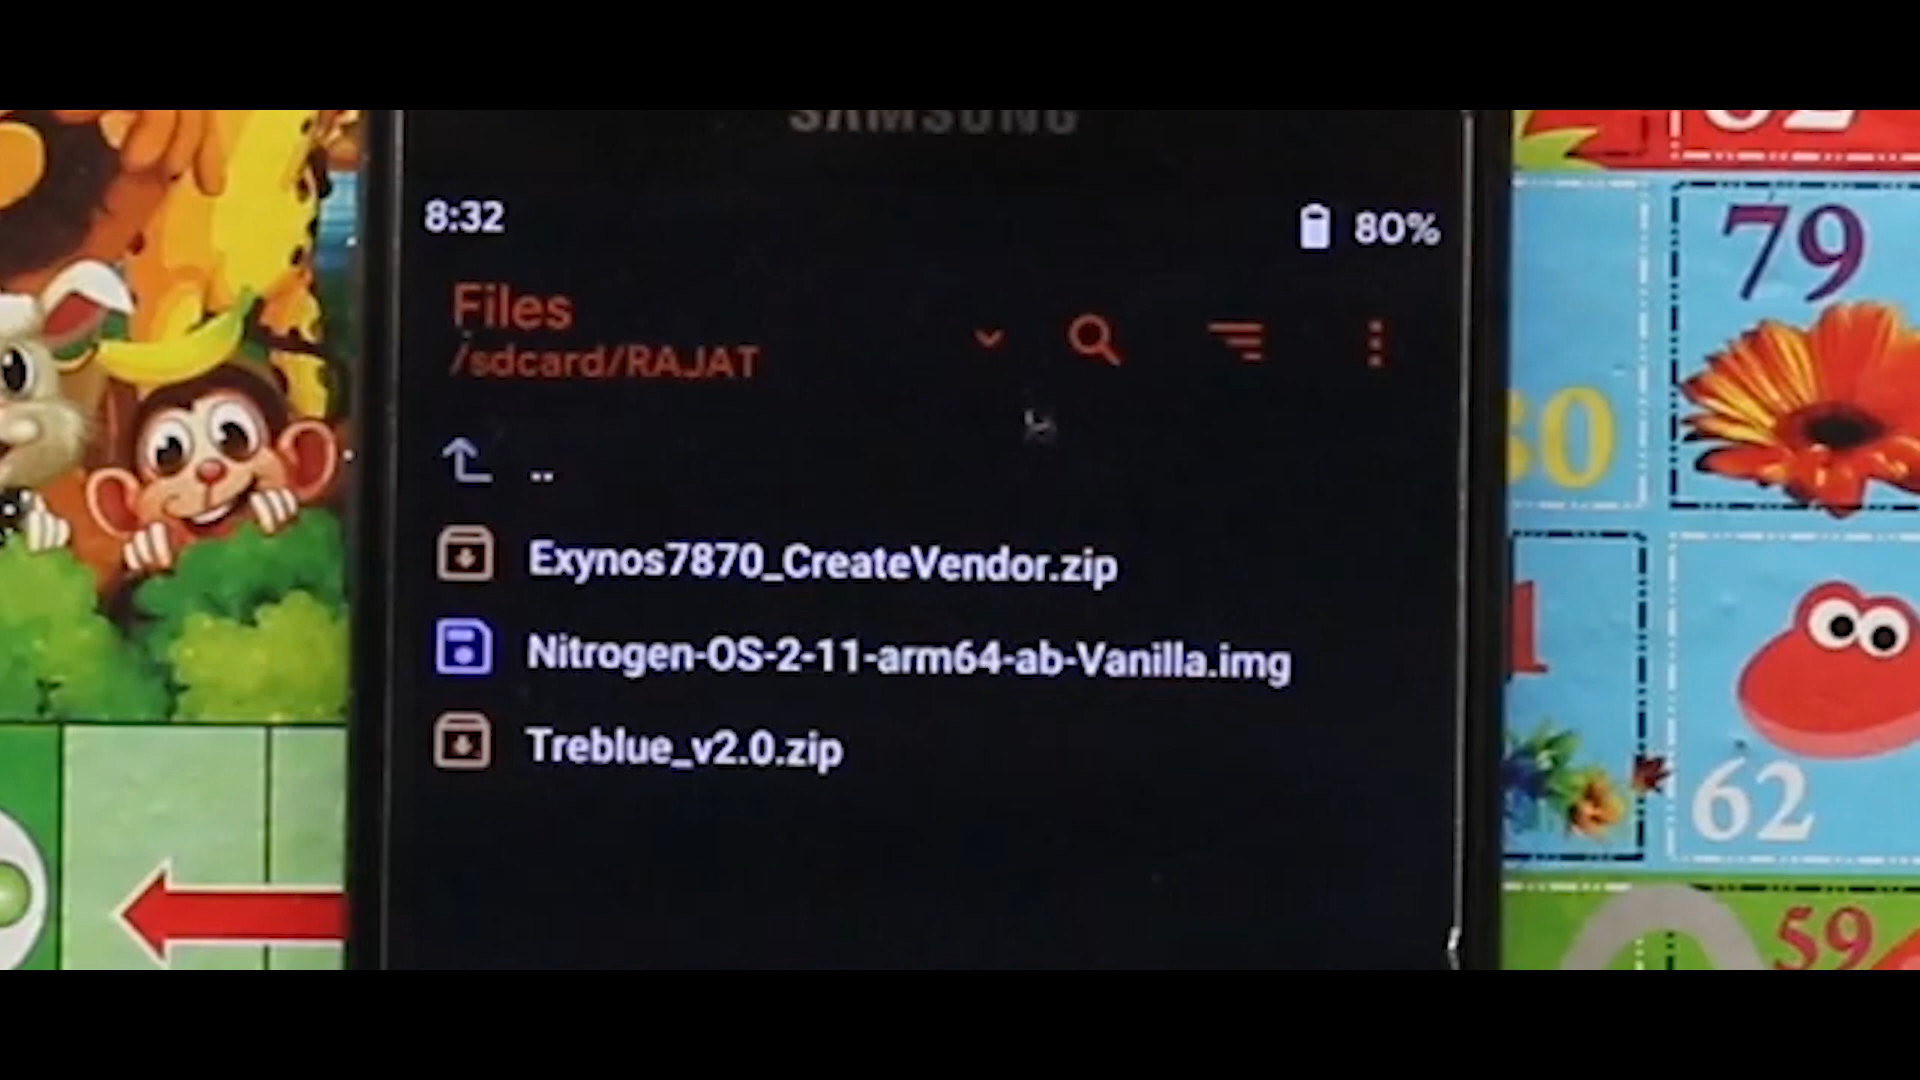 SAMSUNG
8:32
80%
Files
/sdcard/RAJAT
..
Exynos7870_CreateVendor.zip
Nitrogen-OS-2-11-arm64-ab-Vanilla.img
Treblue_v2.0.zip
79
62
59